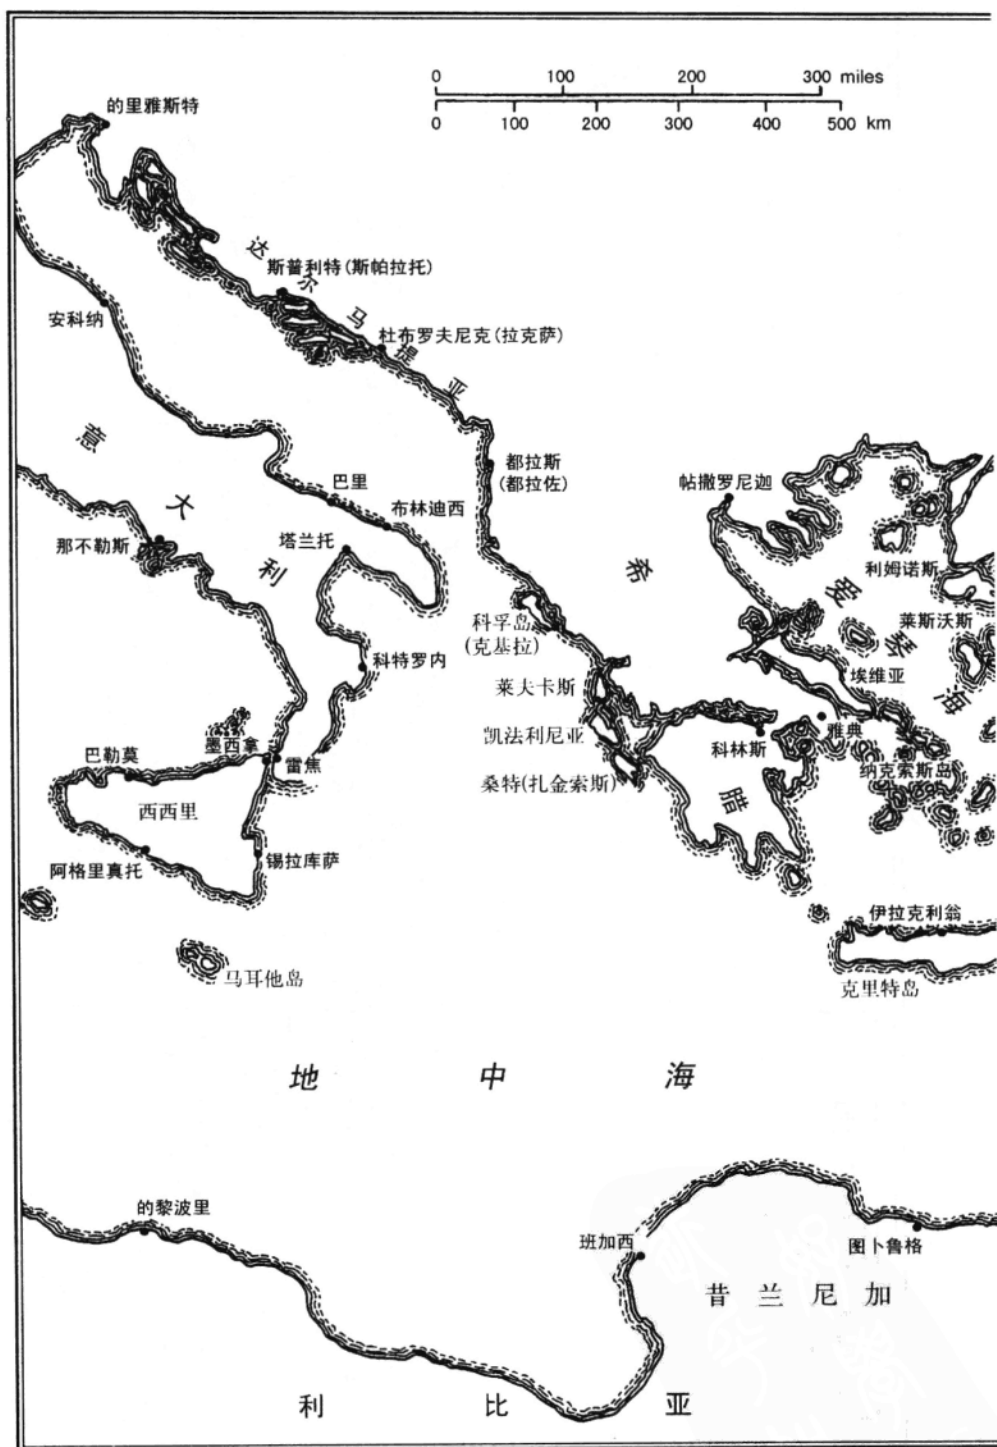 0 100 200 300 miles
0 100 200 300 400 500 km
的里雅斯特
达尔马提亚
斯普利特(斯帕拉托)
安科纳
杜布罗夫尼克(拉克萨)
意大利
都拉斯
(都拉佐)
巴里
布林迪西
帖撒罗尼迦
那不勒斯
塔兰托
希腊
爱琴海
利姆诺斯
莱斯沃斯
科孚岛
(克基拉)
科特罗内
莱夫卡斯
埃维亚
墨西拿
巴勒莫
雷焦
凯法利尼亚
科林斯
雅典
桑特(扎金索斯)
纳克索斯岛
西西里
阿格里真托
锡拉库萨
伊拉克利翁
马耳他岛
克里特岛
地中海
的黎波里
班加西
图卜鲁格
昔兰尼加
利比亚